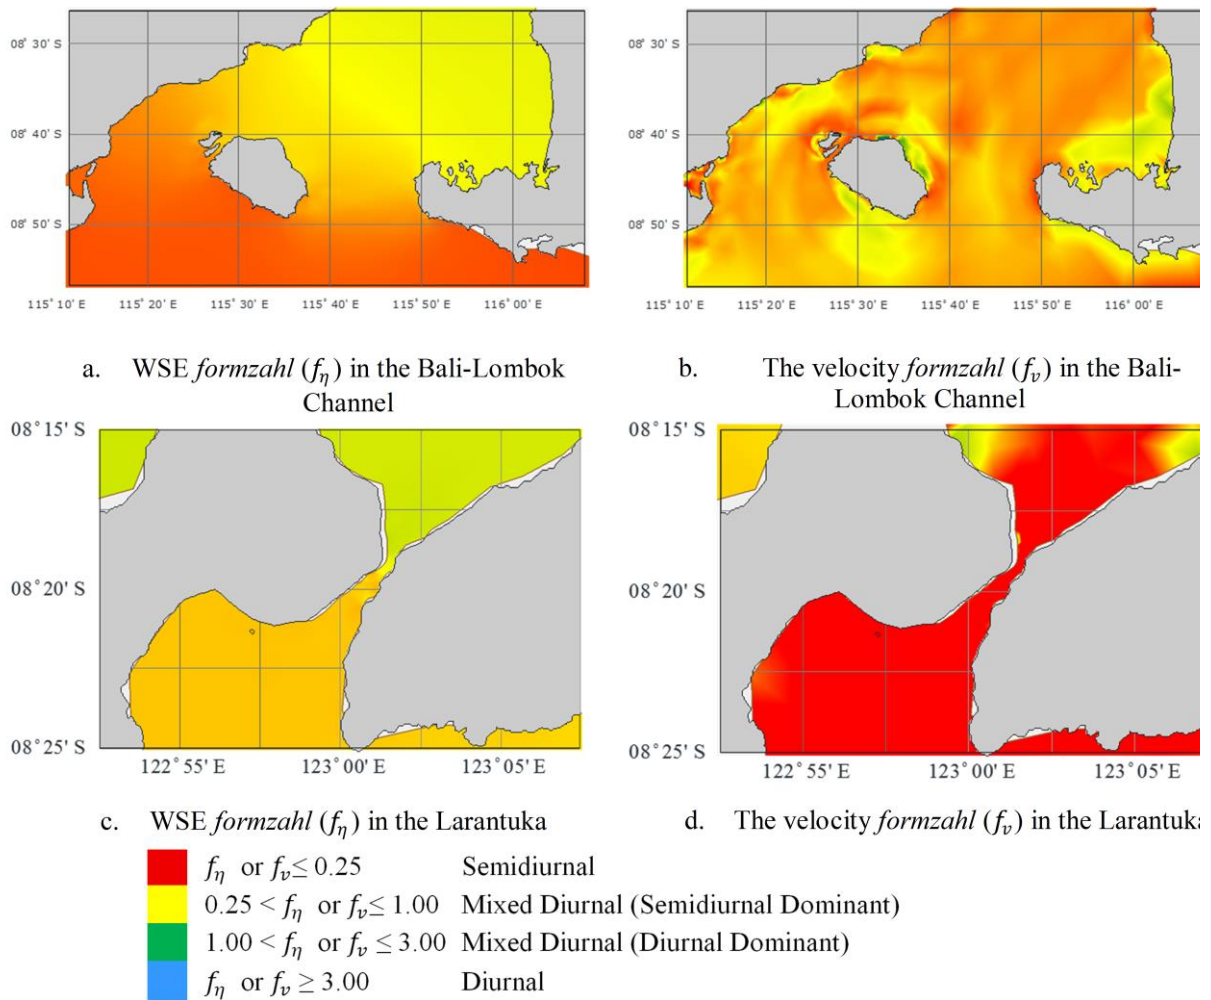 08° 30' S
08° 40' S
08° 50' S
115° 10' E 115° 20' E 115° 30' E 115° 40' E 115° 50' E 116° 00' E
08° 30' S
08° 40' S
08° 50' S
115° 10' E 115° 20' E 115° 30' E 115° 40' E 115° 50' E 116° 00' E
a. WSE formzahl (fη) in the Bali-Lombok
Channel
b. The velocity formzahl (fv) in the Bali-
Lombok Channel
08°15' S
08°20' S
08°25' S
122°55' E 123°00' E 123°05' E
08°15' S
08°20' S
08°25' S
122°55' E 123°00' E 123°05' E
c. WSE formzahl (fη) in the Larantuka
d. The velocity formzahl (fv) in the Larantuka
fη or fv ≤ 0.25 Semidiurnal
0.25 < fη or fv ≤ 1.00 Mixed Diurnal (Semidiurnal Dominant)
1.00 < fη or fv ≤ 3.00 Mixed Diurnal (Diurnal Dominant)
fη or fv ≥ 3.00 Diurnal